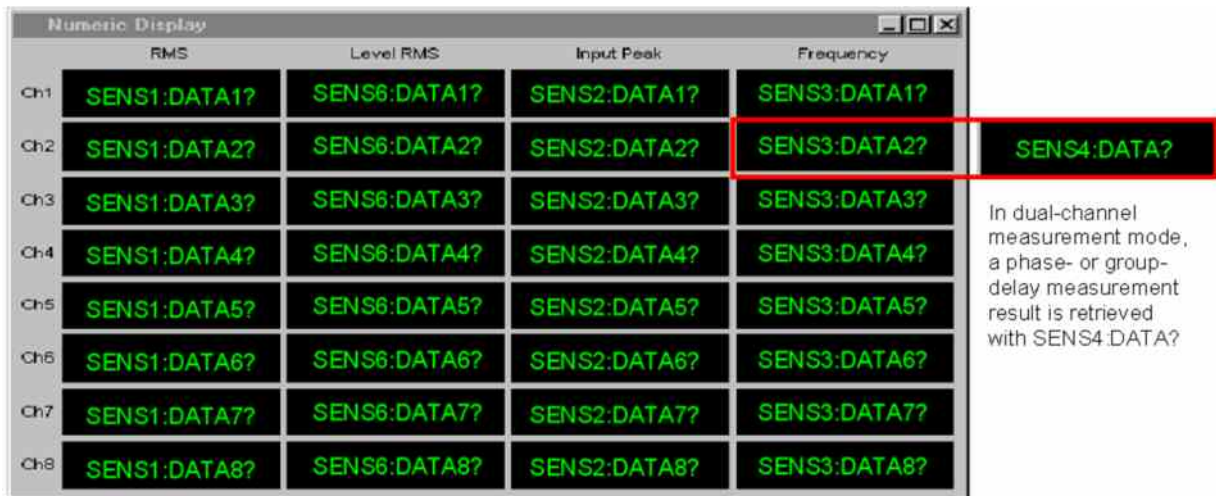 Numeric Display
RMS Level RMS Input Peak Frequency
Ch1 SENS1:DATA1? SENS6:DATA1? SENS2:DATA1? SENS3:DATA1?
Ch2 SENS1:DATA2? SENS6:DATA2? SENS2:DATA2? SENS3:DATA2? SENS4:DATA?
Ch3 SENS1:DATA3? SENS6:DATA3? SENS2:DATA3? SENS3:DATA3?
Ch4 SENS1:DATA4? SENS6:DATA4? SENS2:DATA4? SENS3:DATA4?
Ch5 SENS1:DATA5? SENS6:DATA5? SENS2:DATA5? SENS3:DATA5?
Ch6 SENS1:DATA6? SENS6:DATA6? SENS2:DATA6? SENS3:DATA6?
Ch7 SENS1:DATA7? SENS6:DATA7? SENS2:DATA7? SENS3:DATA7?
Ch8 SENS1:DATA8? SENS6:DATA8? SENS2:DATA8? SENS3:DATA8?
In dual-channel
measurement mode,
a phase- or group-
delay measurement
result is retrieved
with SENS4:DATA?